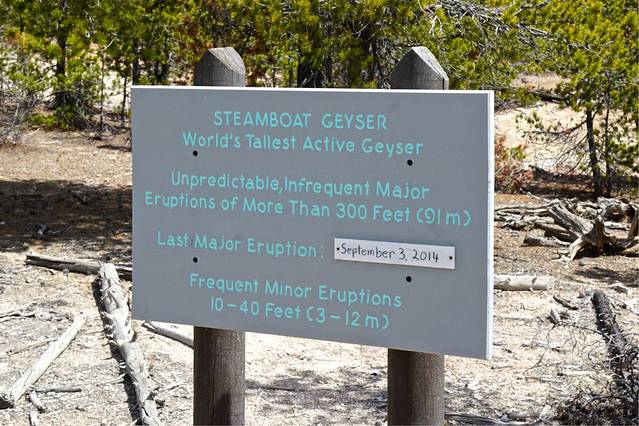 STEAMBOAT GEYSER
World's Tallest Active Geyser
Unpredictable, Infrequent Major
Eruptions of More Than 300 Feet (91m)
Last Major Eruption: September 3, 2014
Frequent Minor Eruptions
10-40 Feet (3-12 m)